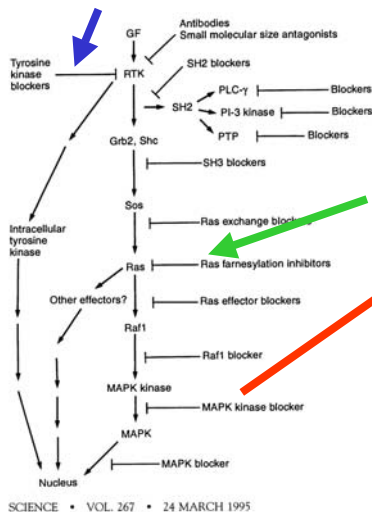 Antibodies
Small molecular size antagonists
GF
Tyrosine
kinase
blockers
RTK
SH2 blockers
PLC-γ
Blockers
SH2
PI-3 kinase
Blockers
PTP
Blockers
Grb2, Shc
SH3 blockers
Sos
Ras exchange blockers
Intracellular
tyrosine
kinase
Ras
Ras farnesylation inhibitors
Other effectors?
Ras effector blockers
Raf1
Raf1 blocker
MAPK kinase
MAPK kinase blocker
MAPK
MAPK blocker
Nucleus
SCIENCE • VOL. 267 • 24 MARCH 1995